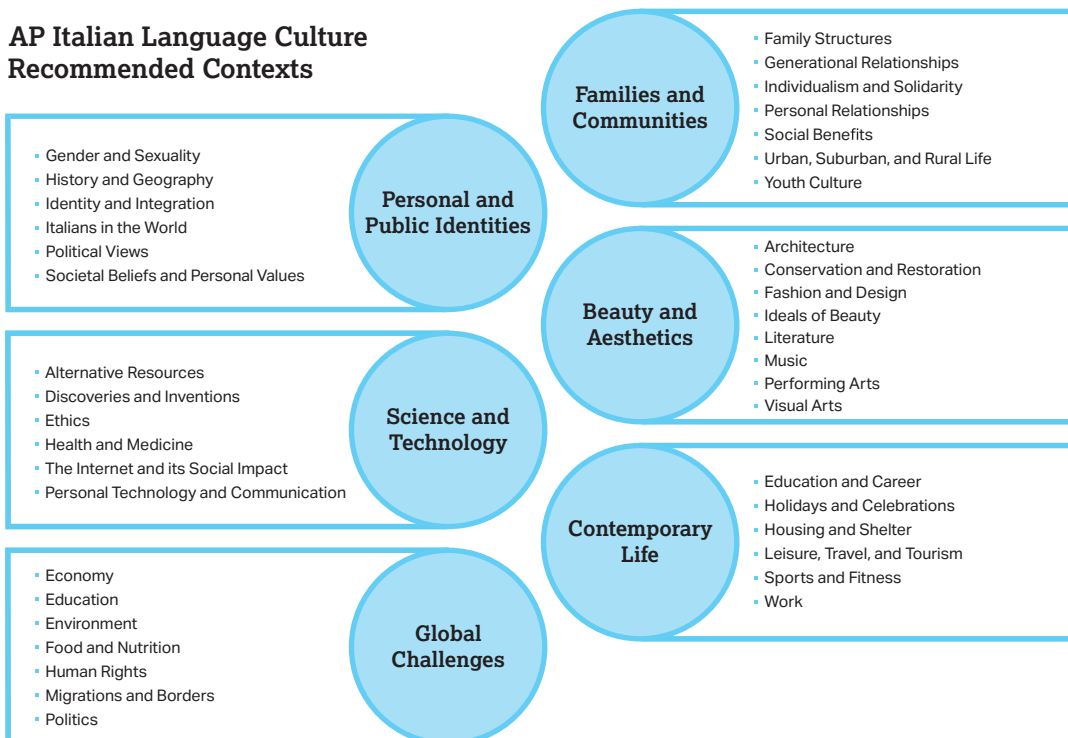 AP Italian Language Culture
Recommended Contexts
Families and
Communities
Family Structures
Generational Relationships
Individualism and Solidarity
Personal Relationships
Social Benefits
Urban, Suburban, and Rural Life
Youth Culture
Gender and Sexuality
History and Geography
Identity and Integration
Italians in the World
Political Views
Societal Beliefs and Personal Values
Personal and
Public Identities
Beauty and
Aesthetics
Architecture
Conservation and Restoration
Fashion and Design
Ideals of Beauty
Literature
Music
Performing Arts
Visual Arts
Alternative Resources
Discoveries and Inventions
Ethics
Health and Medicine
The Internet and its Social Impact
Personal Technology and Communication
Science and
Technology
Contemporary
Life
Education and Career
Holidays and Celebrations
Housing and Shelter
Leisure, Travel, and Tourism
Sports and Fitness
Work
Economy
Education
Environment
Food and Nutrition
Human Rights
Migrations and Borders
Politics
Global
Challenges